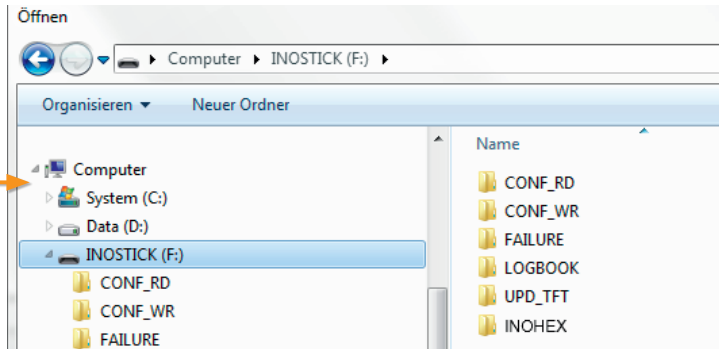 Öffnen
Computer INOSTICK (F:)
Organisieren Neuer Ordner
Computer
System (C:)
Data (D:)
INOSTICK (F:)
CONF_RD
CONF_WR
FAILURE
Name
CONF_RD
CONF_WR
FAILURE
LOGBOOK
UPD_TFT
INOHEX